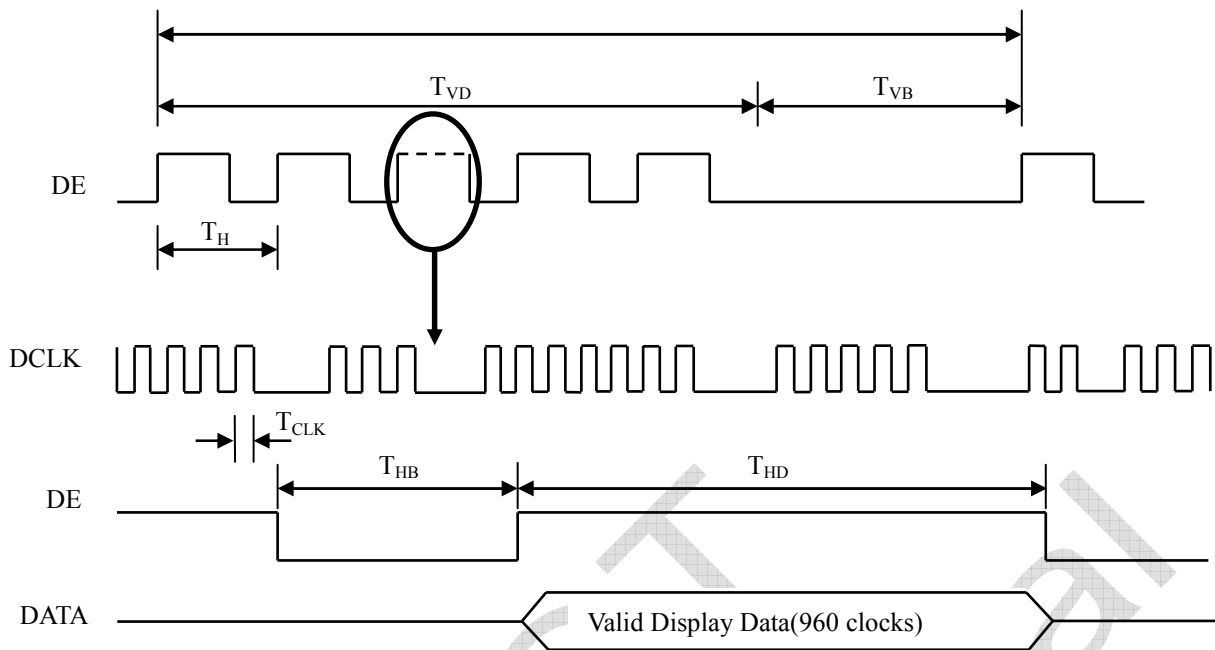 T_VD T_VB
DE
T_H
DCLK
T_CLK
T_HB T_HD
DE
DATA Valid Display Data(960 clocks)